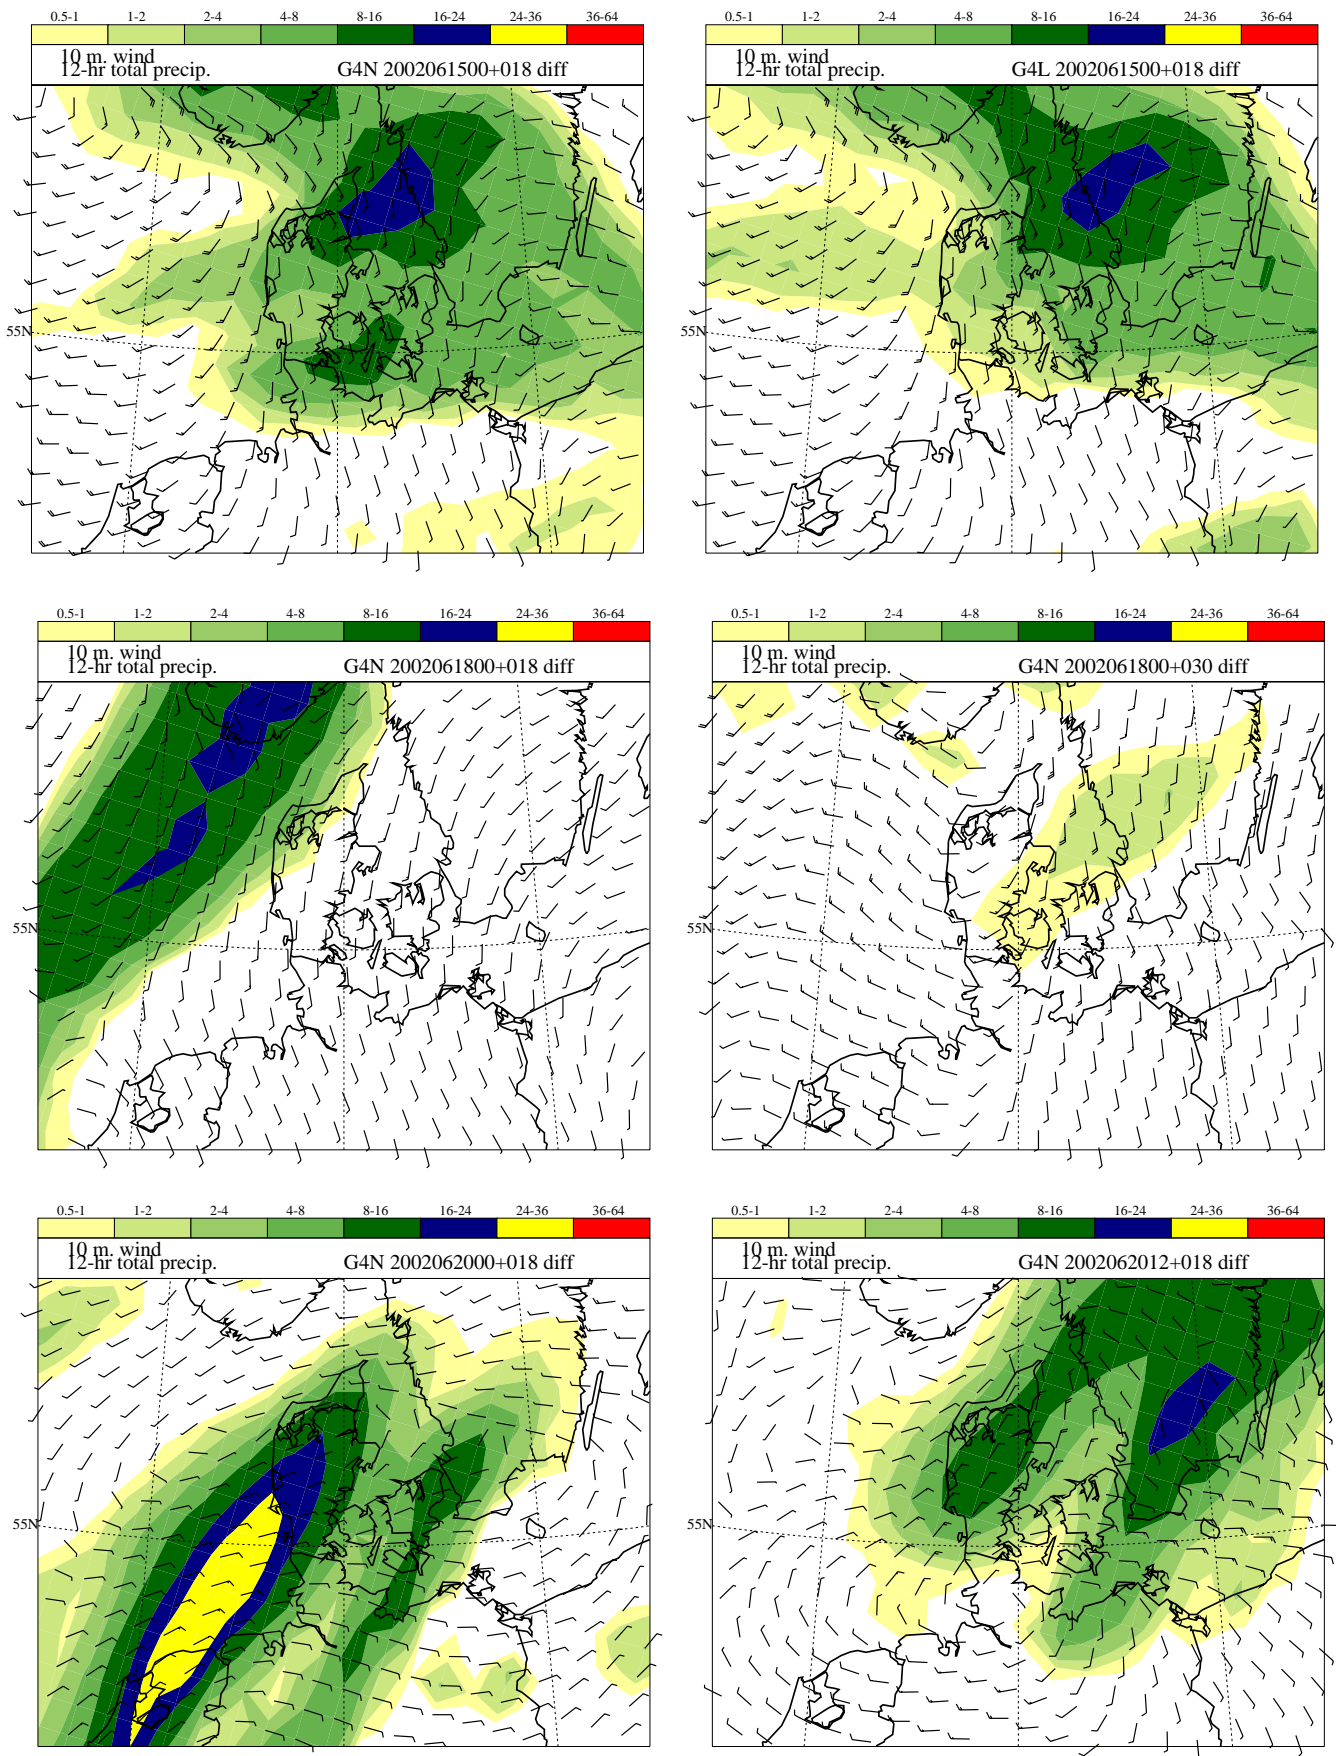 0.5-1 1-2 2-4 4-8 8-16 16-24 24-36 36-64
10 m. wind
12-hr total precip. G4N 2002061500+018 diff
55N
0.5-1 1-2 2-4 4-8 8-16 16-24 24-36 36-64
10 m. wind
12-hr total precip. G4L 2002061500+018 diff
55N
0.5-1 1-2 2-4 4-8 8-16 16-24 24-36 36-64
10 m. wind
12-hr total precip. G4N 2002061800+018 diff
55N
0.5-1 1-2 2-4 4-8 8-16 16-24 24-36 36-64
10 m. wind
12-hr total precip. G4N 2002061800+030 diff
55N
0.5-1 1-2 2-4 4-8 8-16 16-24 24-36 36-64
10 m. wind
12-hr total precip. G4N 2002062000+018 diff
55N
0.5-1 1-2 2-4 4-8 8-16 16-24 24-36 36-64
10 m. wind
12-hr total precip. G4N 2002062012+018 diff
55N